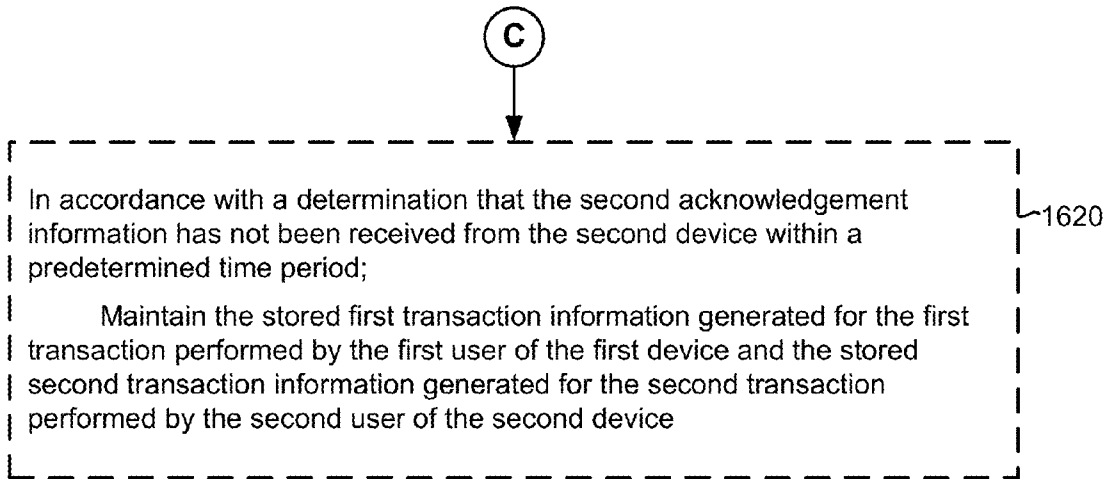 C
In accordance with a determination that the second acknowledgement
information has not been received from the second device within a
predetermined time period;
Maintain the stored first transaction information generated for the first
transaction performed by the first user of the first device and the stored
second transaction information generated for the second transaction
performed by the second user of the second device
1620